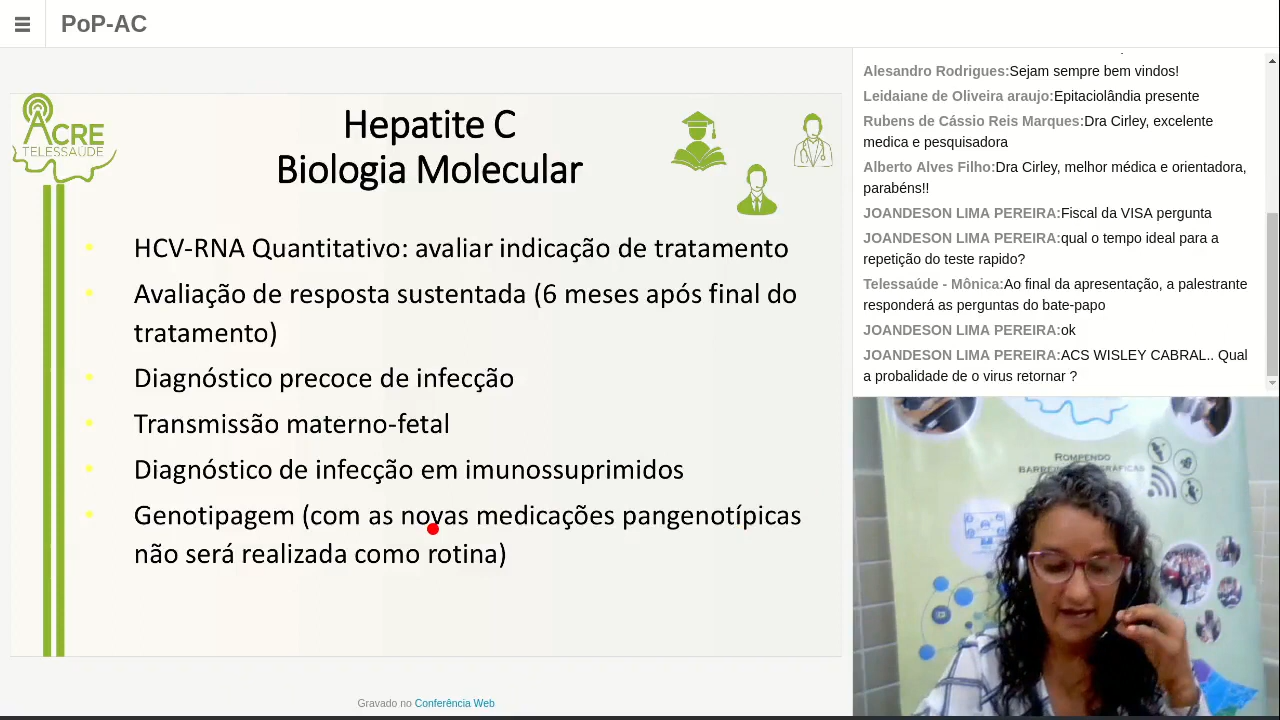 PoP-AC
ACRE
TELESSAÚDE
Hepatite C
Biologia Molecular
HCV-RNA Quantitativo: avaliar indicação de tratamento
Avaliação de resposta sustentada (6 meses após final do
tratamento)
Diagnóstico precoce de infecção
Transmissão materno-fetal
Diagnóstico de infecção em imunossuprimidos
Genotipagem (com as novas medicações pangenotípicas
não será realizada como rotina)
Gravado no Conferência Web
Alesandro Rodrigues:Sejam sempre bem vindos!
Leidaiane de Oliveira araujo:Epitaciolândia presente
Rubens de Cássio Reis Marques:Dra Cirley, excelente
medica e pesquisadora
Alberto Alves Filho:Dra Cirley, melhor médica e orientadora,
parabéns!!
JOANDESON LIMA PEREIRA:Fiscal da VISA pergunta
JOANDESON LIMA PEREIRA:qual o tempo ideal para a
repetição do teste rapido?
Telessaúde - Mônica:Ao final da apresentação, a palestrante
responderá as perguntas do bate-papo
JOANDESON LIMA PEREIRA:ok
JOANDESON LIMA PEREIRA:ACS WISLEY CABRAL.. Qual
a probalidade de o virus retornar ?
ROMPENDO